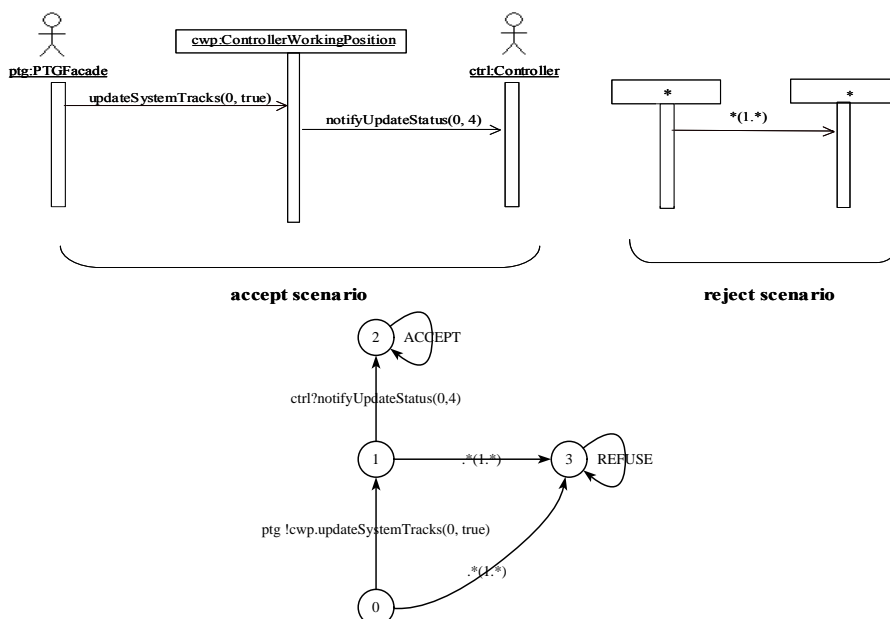 cwp:ControllerWorkingPosition
ptg:PTGFacade
ctrl:Controller
updateSystemTracks(0, true)
notifyUpdateStatus(0, 4)
* *
*(1.*)
accept scenario
reject scenario
2 ACCEPT
ctrl?notifyUpdateStatus(0,4)
1 .*(1.*) 3 REFUSE
ptg !cwp.updateSystemTracks(0, true)
.*(1.*)
0